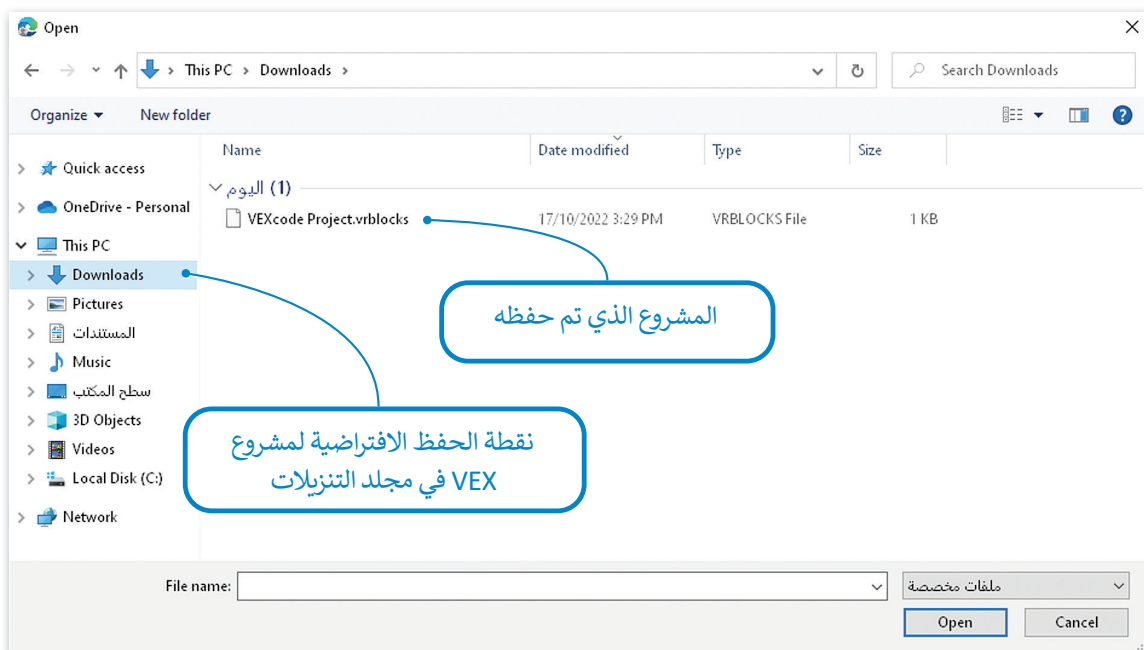 Open
This PC > Downloads >
Search Downloads
Organize
New folder
Name
Date modified
Type
Size
Quick access
OneDrive - Personal
This PC
Downloads
Pictures
المستندات
Music
سطح المكتب
3D Objects
Videos
Local Disk (C:)
Network
اليوم (1)
VEXcode Project.vrblocks
17/10/2022 3:29 PM
VRBLOCKS File
1 KB
المشروع الذي تم حفظه
نقطة الحفظ الافتراضية لمشروع
VEX في مجلد التنزيلات
File name:
ملفات مخصصة
Open
Cancel